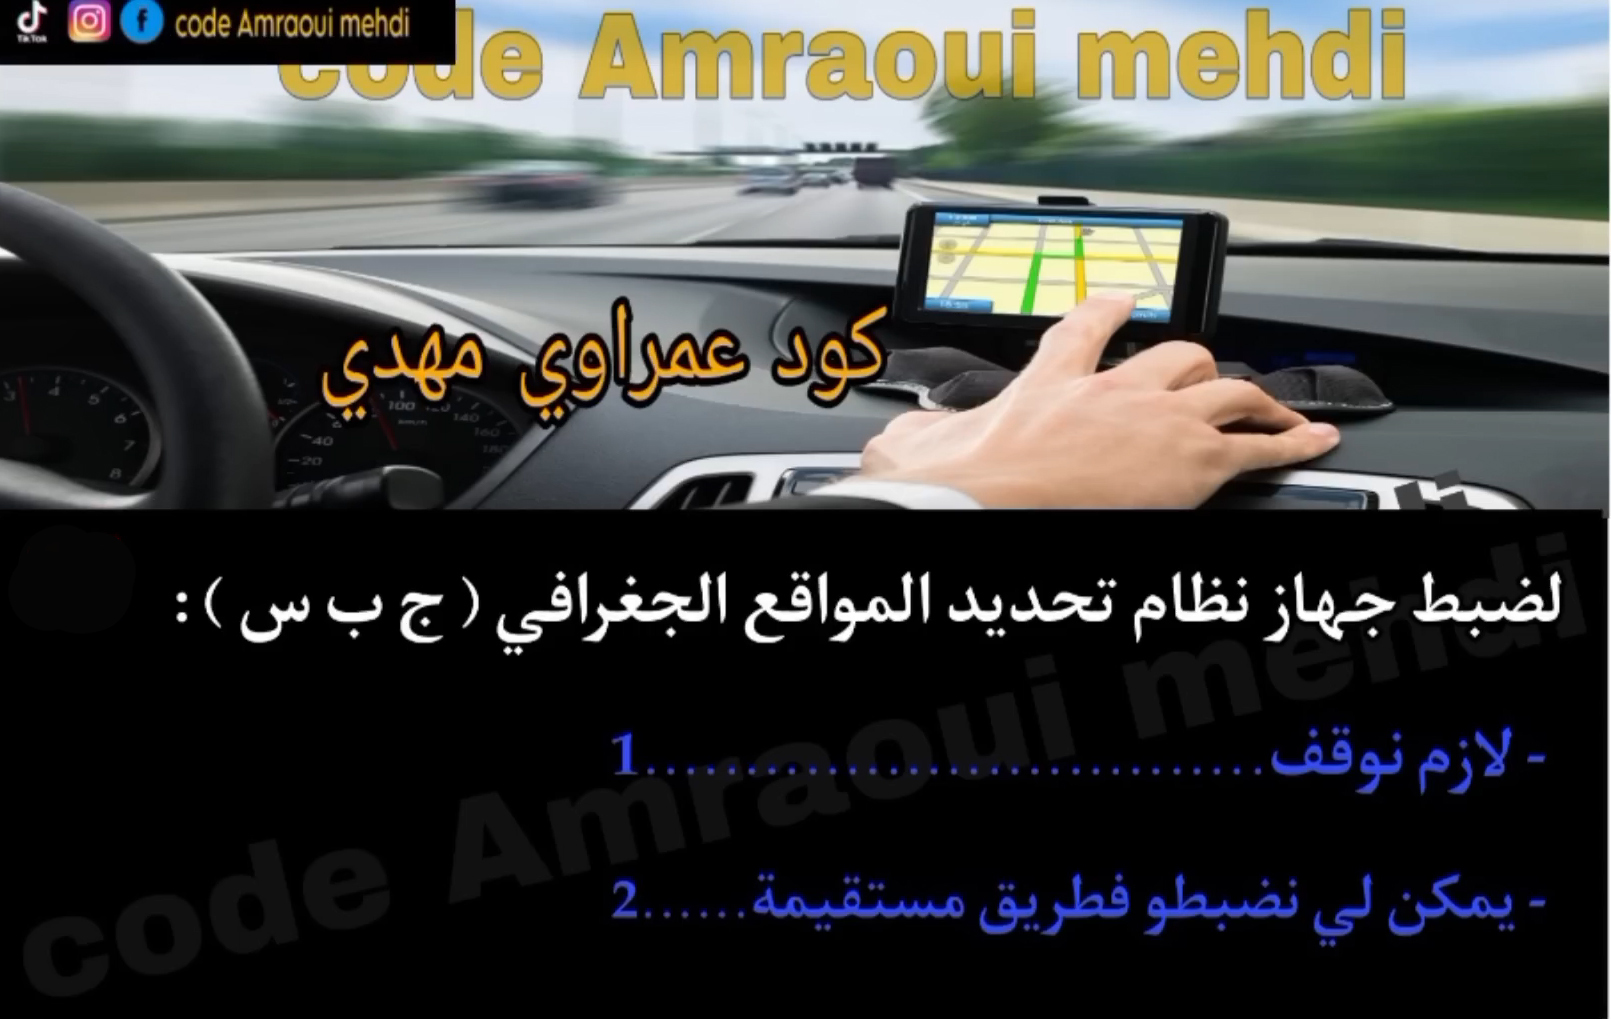 code Amraoui mehdi
code Amraoui mehdi
كود عمراوي مهدي
لضبط جهاز نظام تحديد المواقع الجغرافي ( ج ب س ) :
- لازم نوقف..............................1
- يمكن لي نضبطو فطريق مستقيمة......2
code Amraoui mehdi